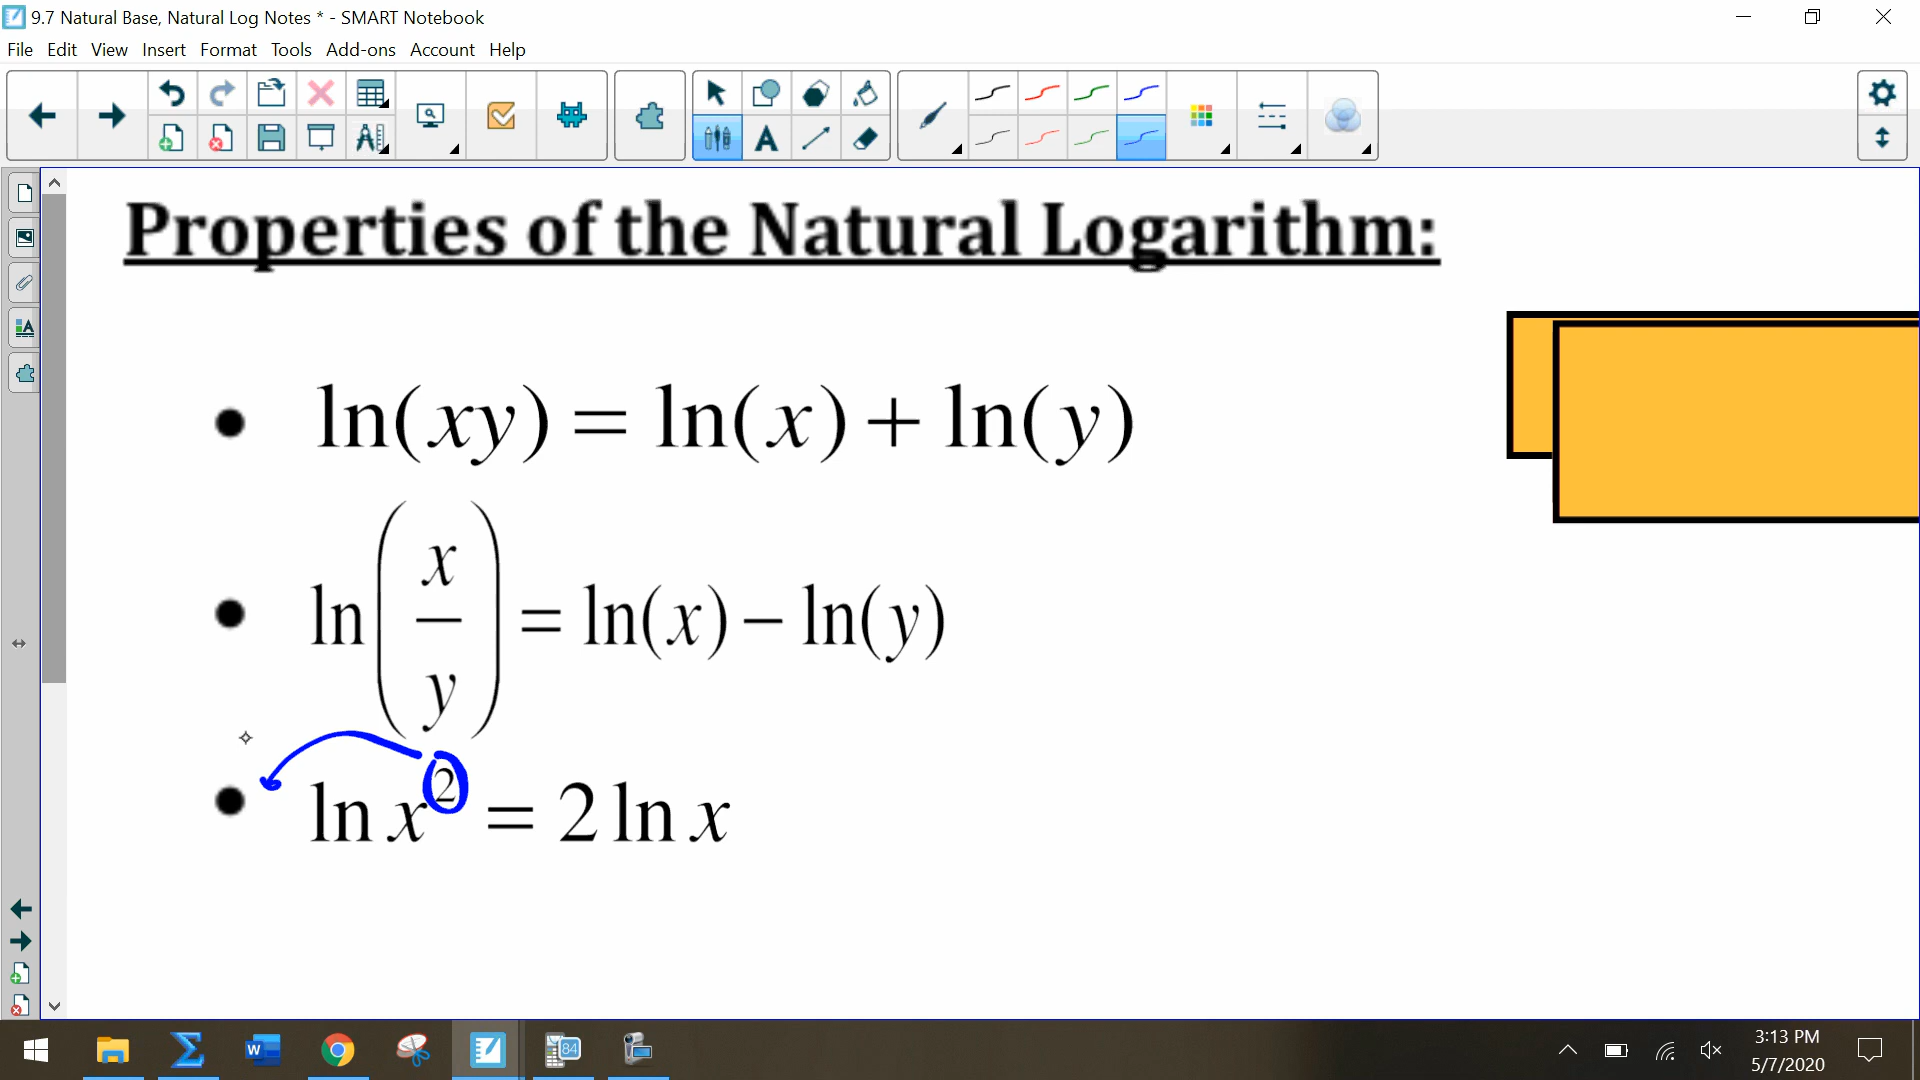 9.7 Natural Base, Natural Log Notes * - SMART Notebook
File Edit View Insert Format Tools Add-ons Account Help
Properties of the Natural Logarithm:
• ln(xy) = ln(x) + ln(y)
• ln(x/y) = ln(x) − ln(y)
• ln x² = 2 ln x
3:13 PM
5/7/2020